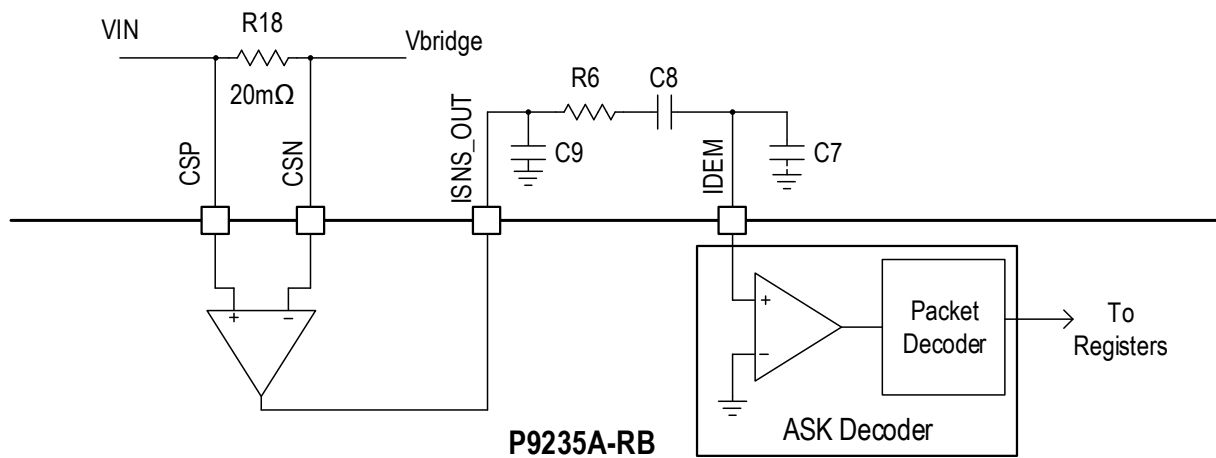 VIN
R18
Vbridge
20mΩ
CSP
CSN
ISNS_OUT
C9
R6
C8
IDEM
C7
+
−
+
−
Packet
Decoder
To
Registers
ASK Decoder
P9235A-RB